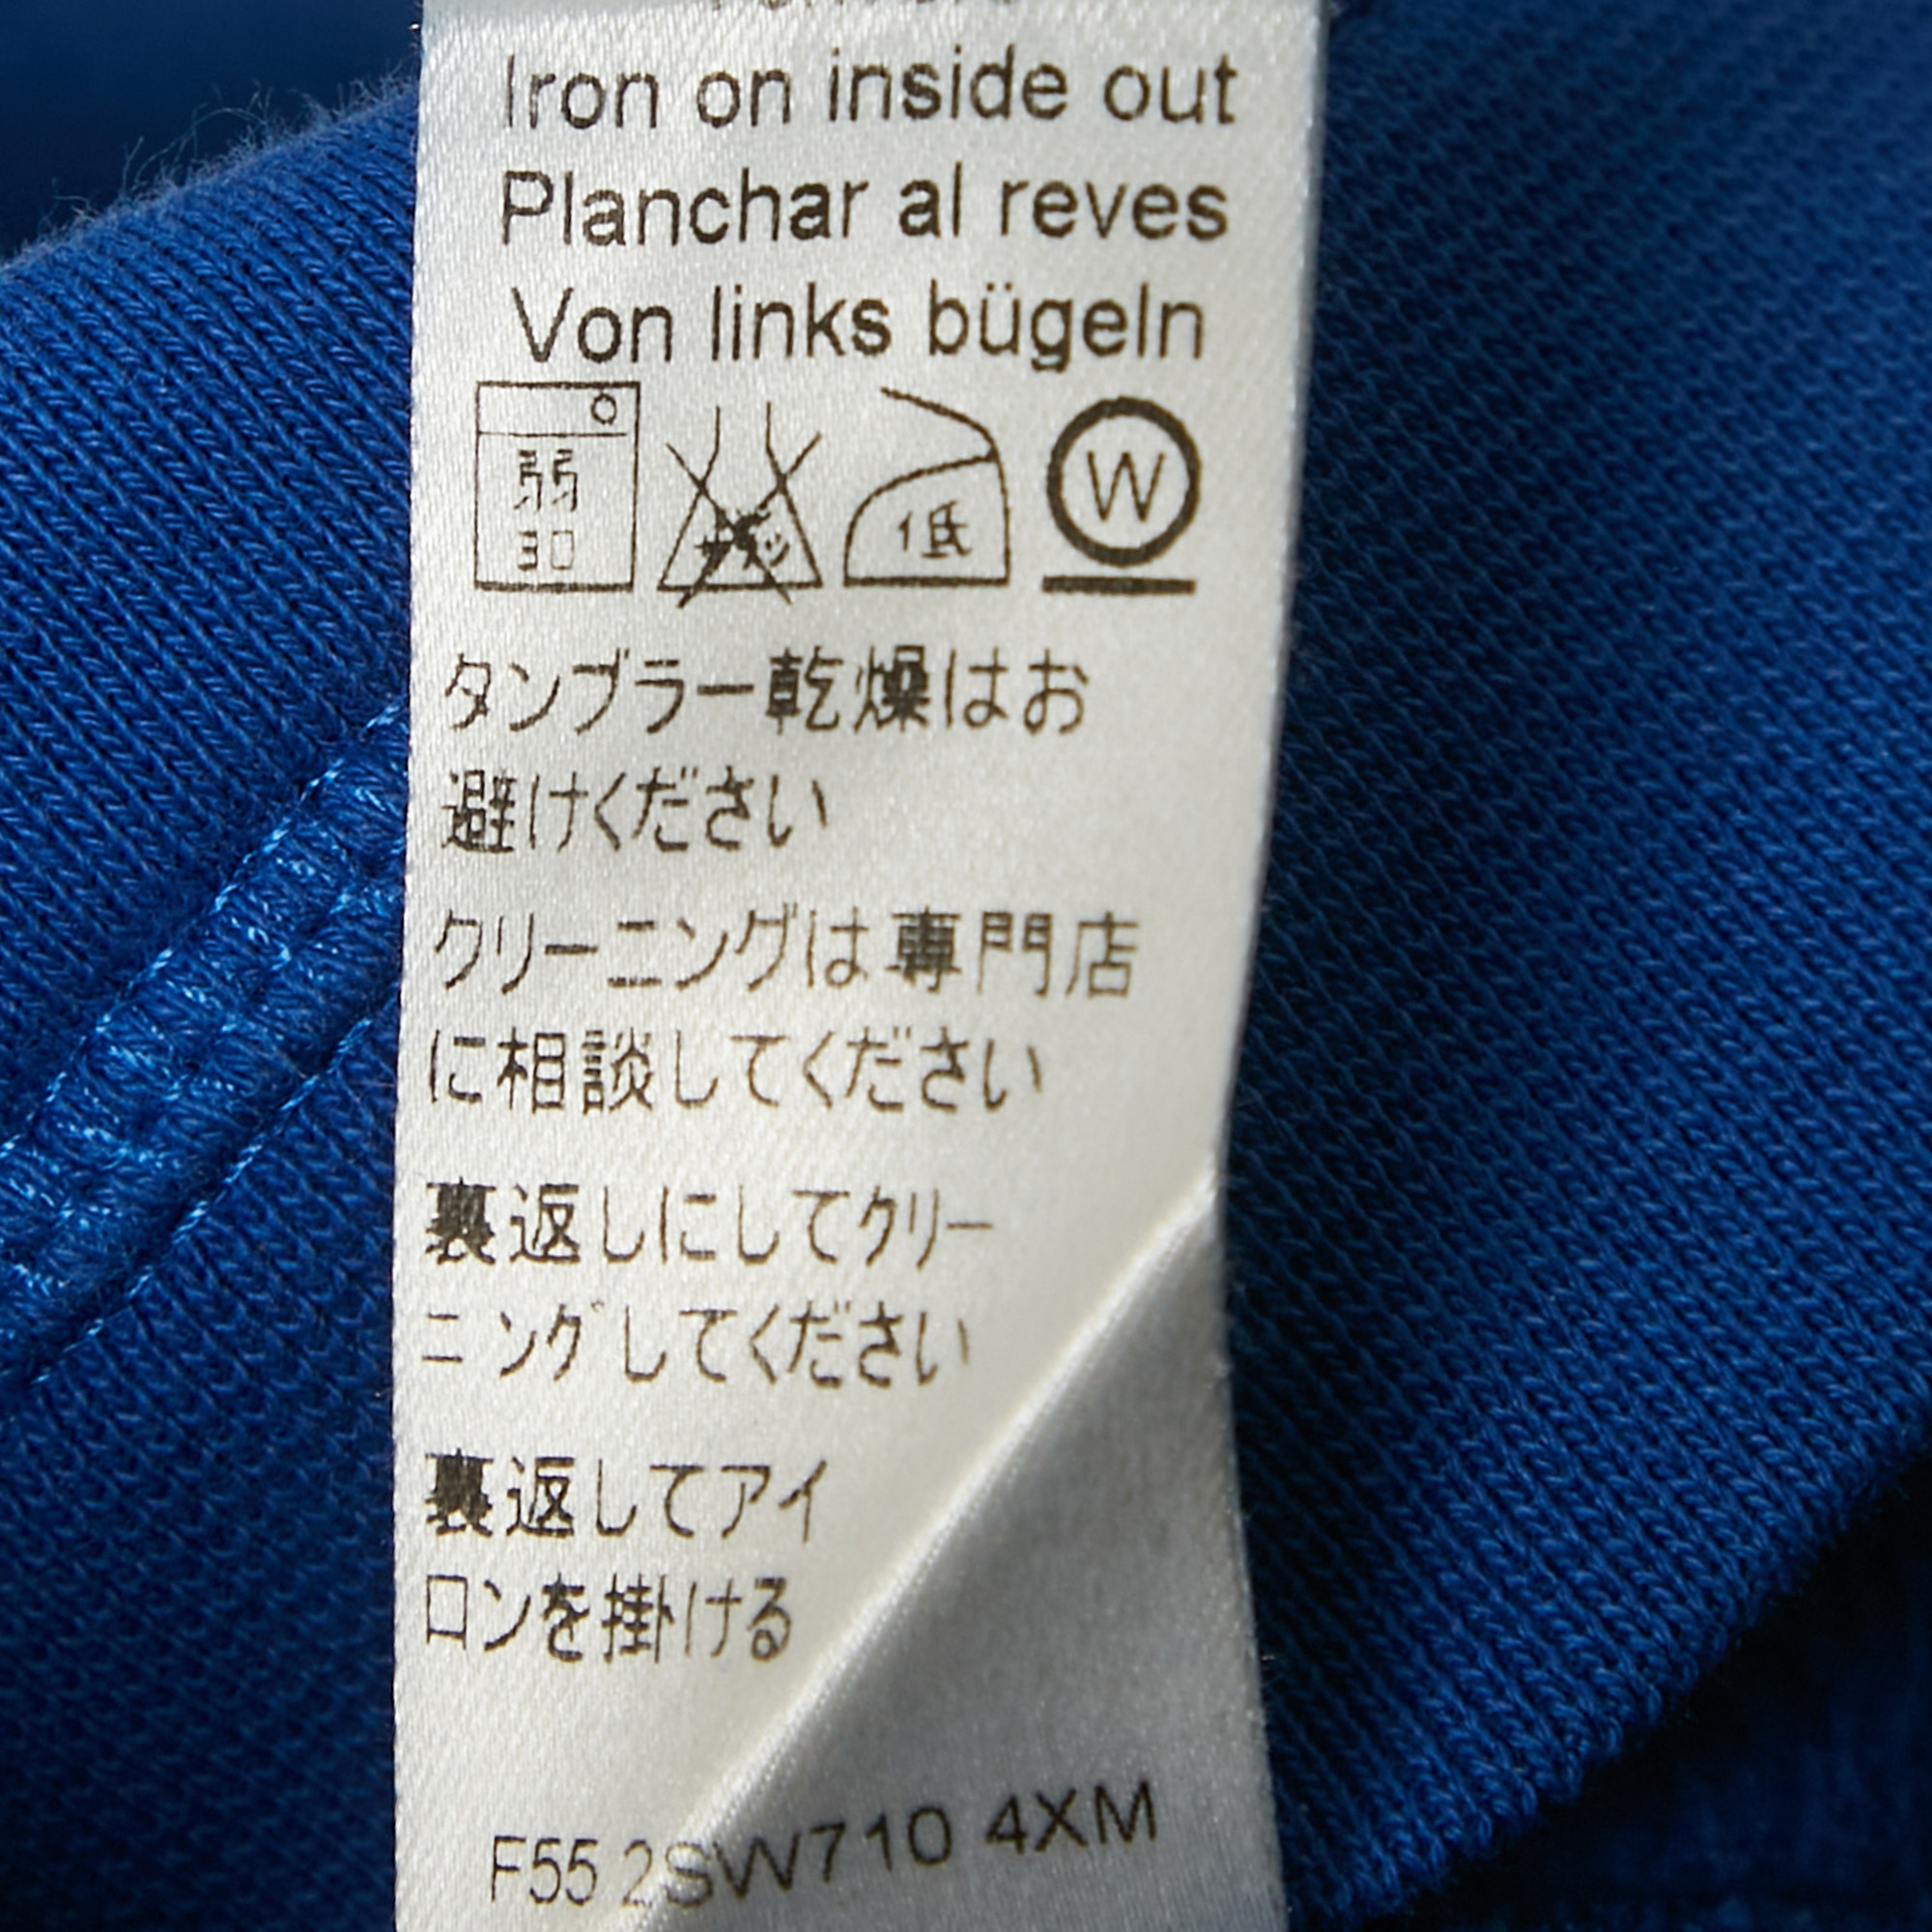 Iron on inside out
Planchar al reves
Von links bügeln
弱
30
低
W
タンブラー乾燥はお
避けください
クリーニングは専門店
に相談してください
裏返しにしてクリー
ニングしてください
裏返してアイ
ロンを掛ける
F55 2SW710 4XM